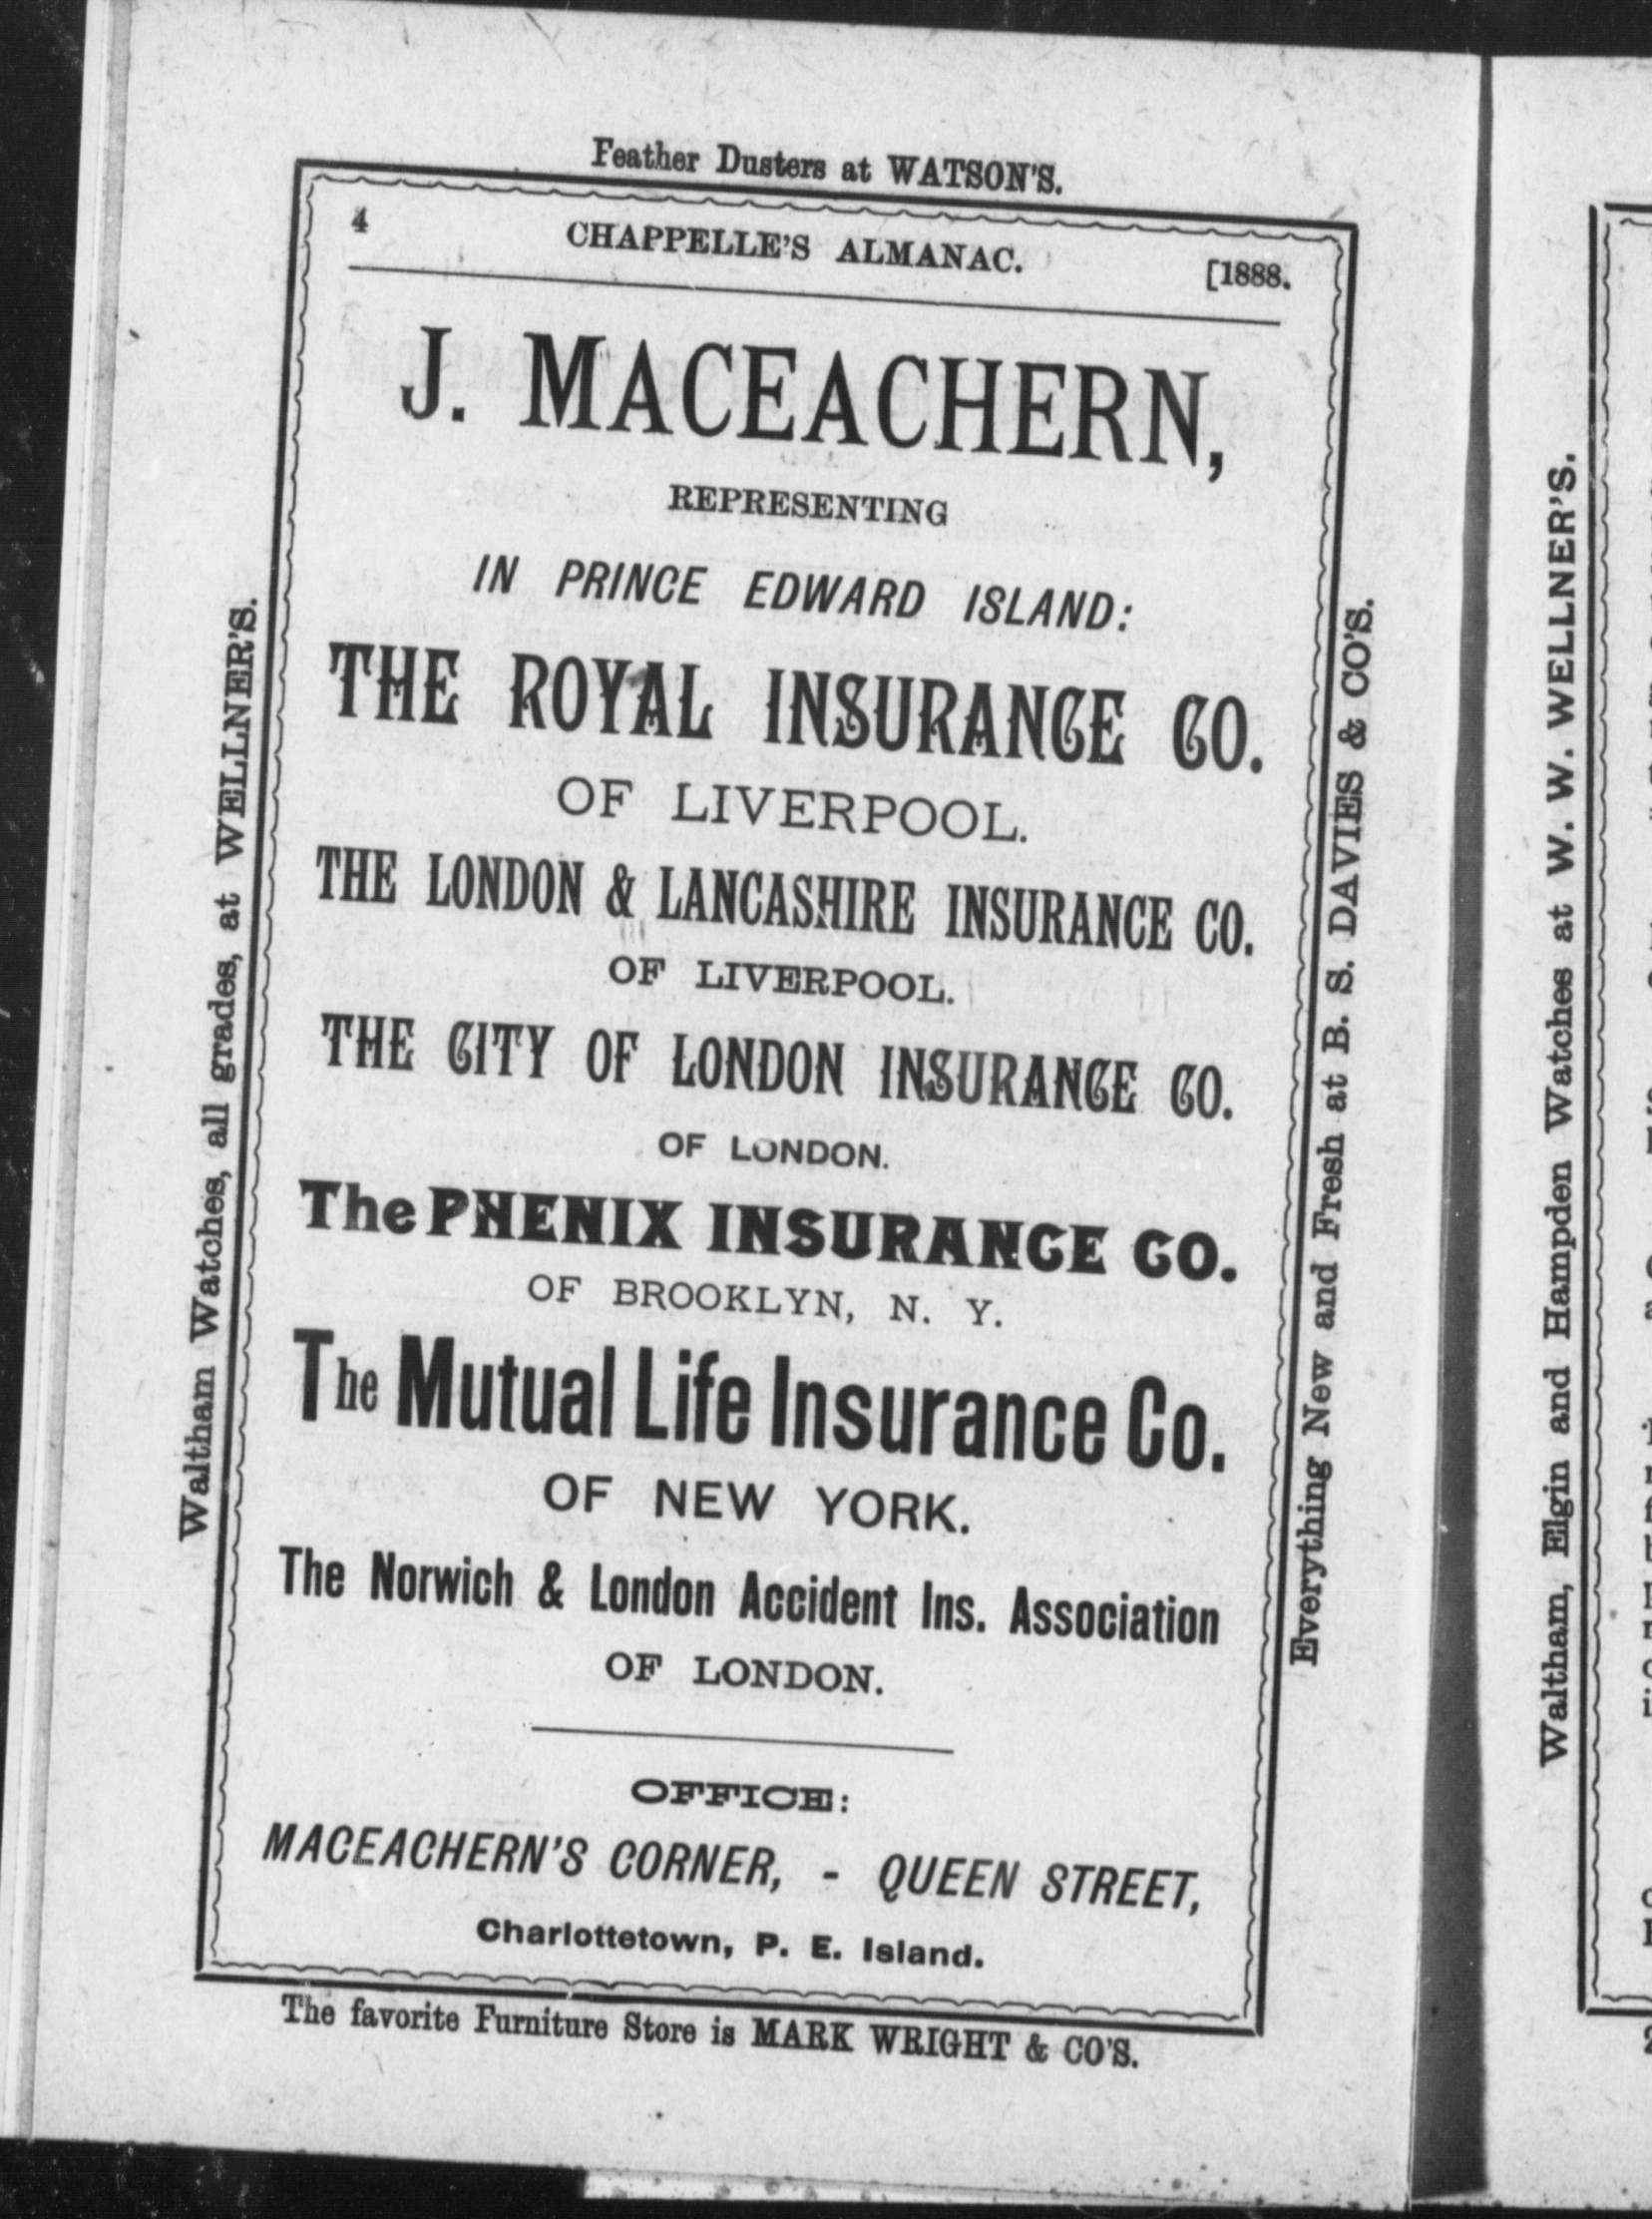 Feather Dusters at WATSON'S.
4 CHAPPELLE'S ALMANAC. [1888.
J. MACEACHERN,
REPRESENTING
IN PRINCE EDWARD ISLAND:
THE ROYAL INSURANCE CO.
OF LIVERPOOL.
THE LONDON & LANCASHIRE INSURANCE CO.
OF LIVERPOOL.
THE CITY OF LONDON INSURANCE CO.
OF LONDON.
The PHENIX INSURANCE CO.
OF BROOKLYN, N. Y.
The Mutual Life Insurance Co.
OF NEW YORK.
The Norwich & London Accident Ins. Association
OF LONDON.
OFFICE:
MACEACHERN'S CORNER, - QUEEN STREET,
Charlottetown, P. E. Island.
The favorite Furniture Store is MARK WRIGHT & CO'S.
Waltham Watches, all grades, at WELLNER'S.
Everything New and Fresh at B. S. DAVIES & CO'S.
Waltham, Elgin and Hampden Watches at W. W. WELLNER'S.